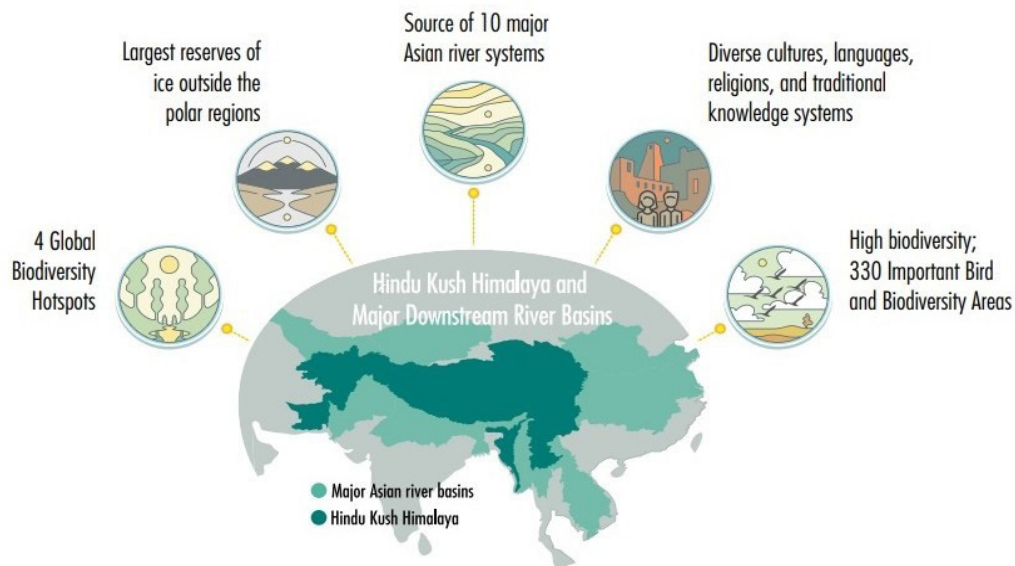 Source of 10 major
Asian river systems
Largest reserves of
ice outside the
polar regions
Diverse cultures, languages,
religions, and traditional
knowledge systems
4 Global
Biodiversity
Hotspots
High biodiversity;
330 Important Bird
and Biodiversity Areas
Hindu Kush Himalaya and
Major Downstream River Basins
Major Asian river basins
Hindu Kush Himalaya